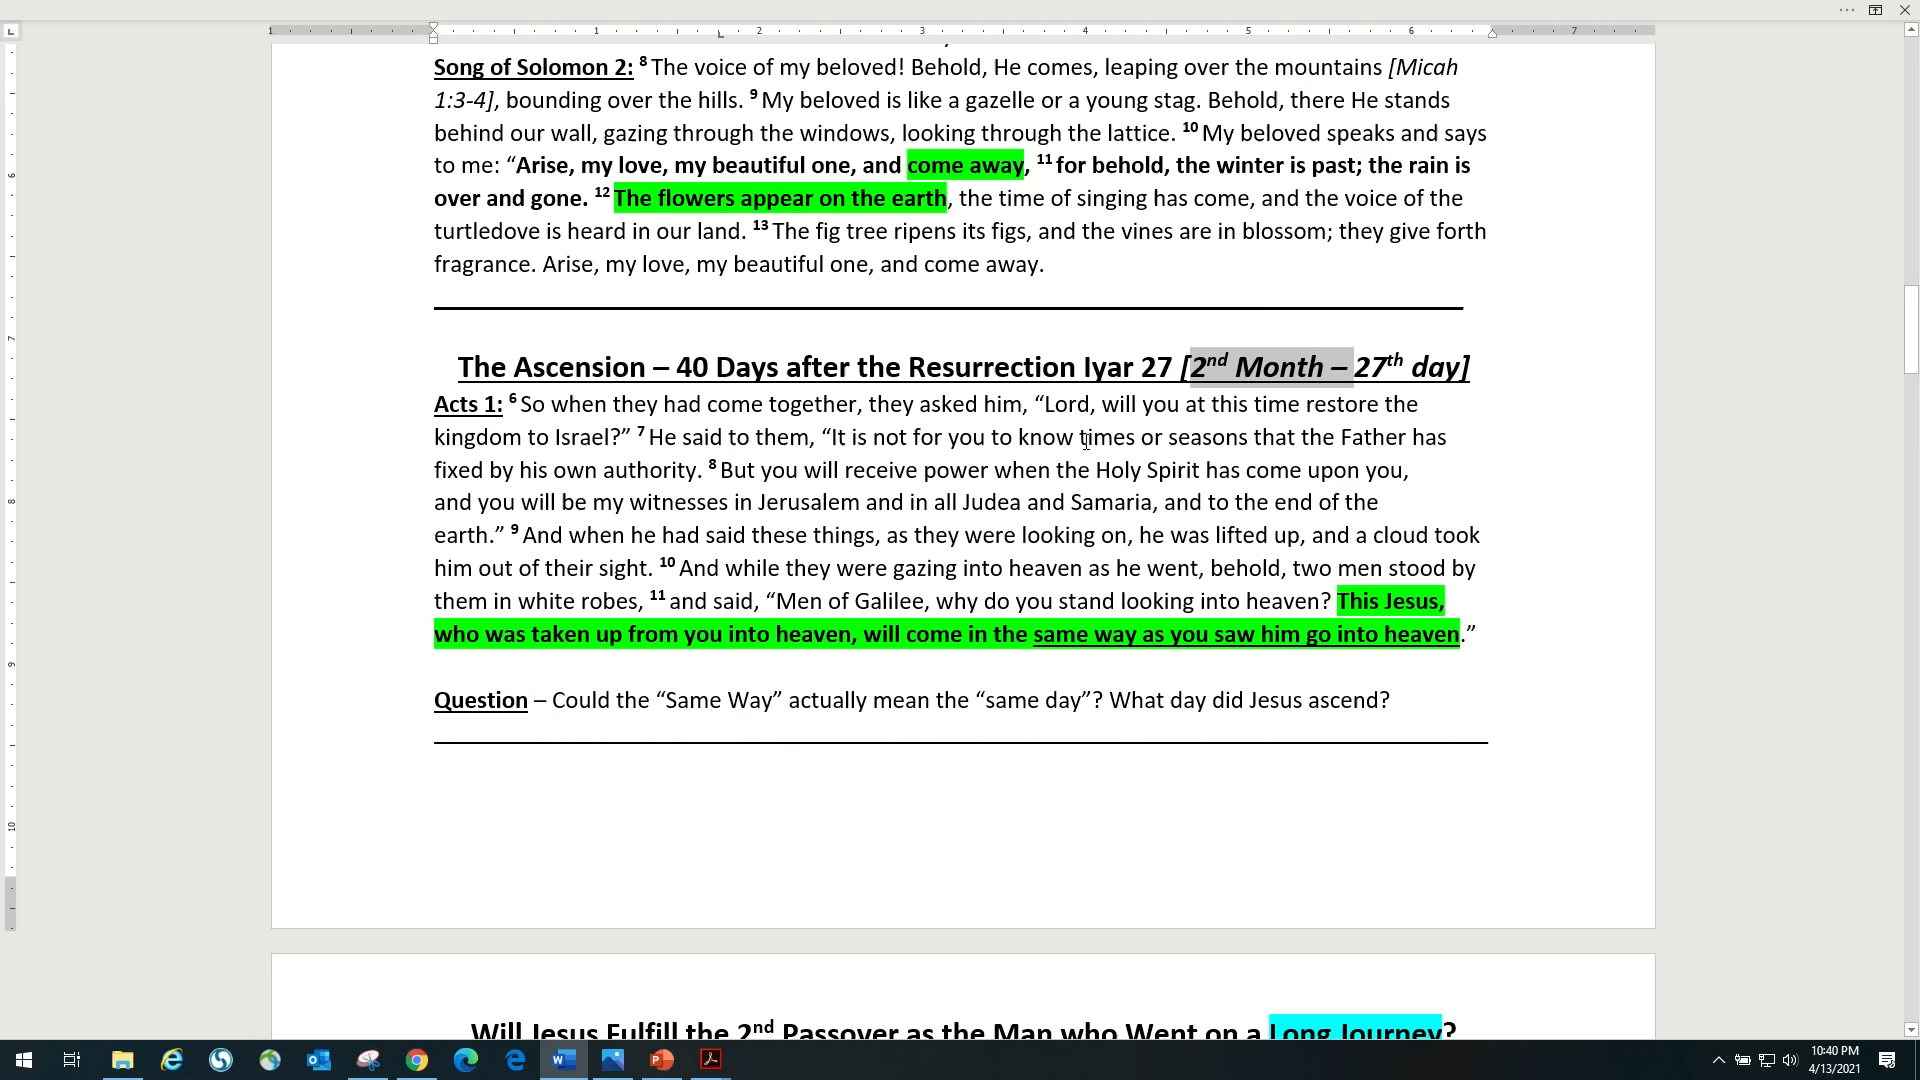 Song of Solomon 2: 8 The voice of my beloved! Behold, He comes, leaping over the mountains [Micah
1:3-4], bounding over the hills. 9 My beloved is like a gazelle or a young stag. Behold, there He stands
behind our wall, gazing through the windows, looking through the lattice. 10 My beloved speaks and says
to me: “Arise, my love, my beautiful one, and come away, 11 for behold, the winter is past; the rain is
over and gone. 12 The flowers appear on the earth, the time of singing has come, and the voice of the
turtledove is heard in our land. 13 The fig tree ripens its figs, and the vines are in blossom; they give forth
fragrance. Arise, my love, my beautiful one, and come away.
The Ascension – 40 Days after the Resurrection Iyar 27 [2nd Month – 27th day]
Acts 1: 6 So when they had come together, they asked him, “Lord, will you at this time restore the
kingdom to Israel?” 7 He said to them, “It is not for you to know times or seasons that the Father has
fixed by his own authority. 8 But you will receive power when the Holy Spirit has come upon you,
and you will be my witnesses in Jerusalem and in all Judea and Samaria, and to the end of the
earth.” 9 And when he had said these things, as they were looking on, he was lifted up, and a cloud took
him out of their sight. 10 And while they were gazing into heaven as he went, behold, two men stood by
them in white robes, 11 and said, “Men of Galilee, why do you stand looking into heaven? This Jesus,
who was taken up from you into heaven, will come in the same way as you saw him go into heaven.”
Question – Could the “Same Way” actually mean the “same day”? What day did Jesus ascend?
Will Jesus Fulfill the 2nd Passover as the Man who Went on a Long Journey?
10:40 PM
4/13/2021